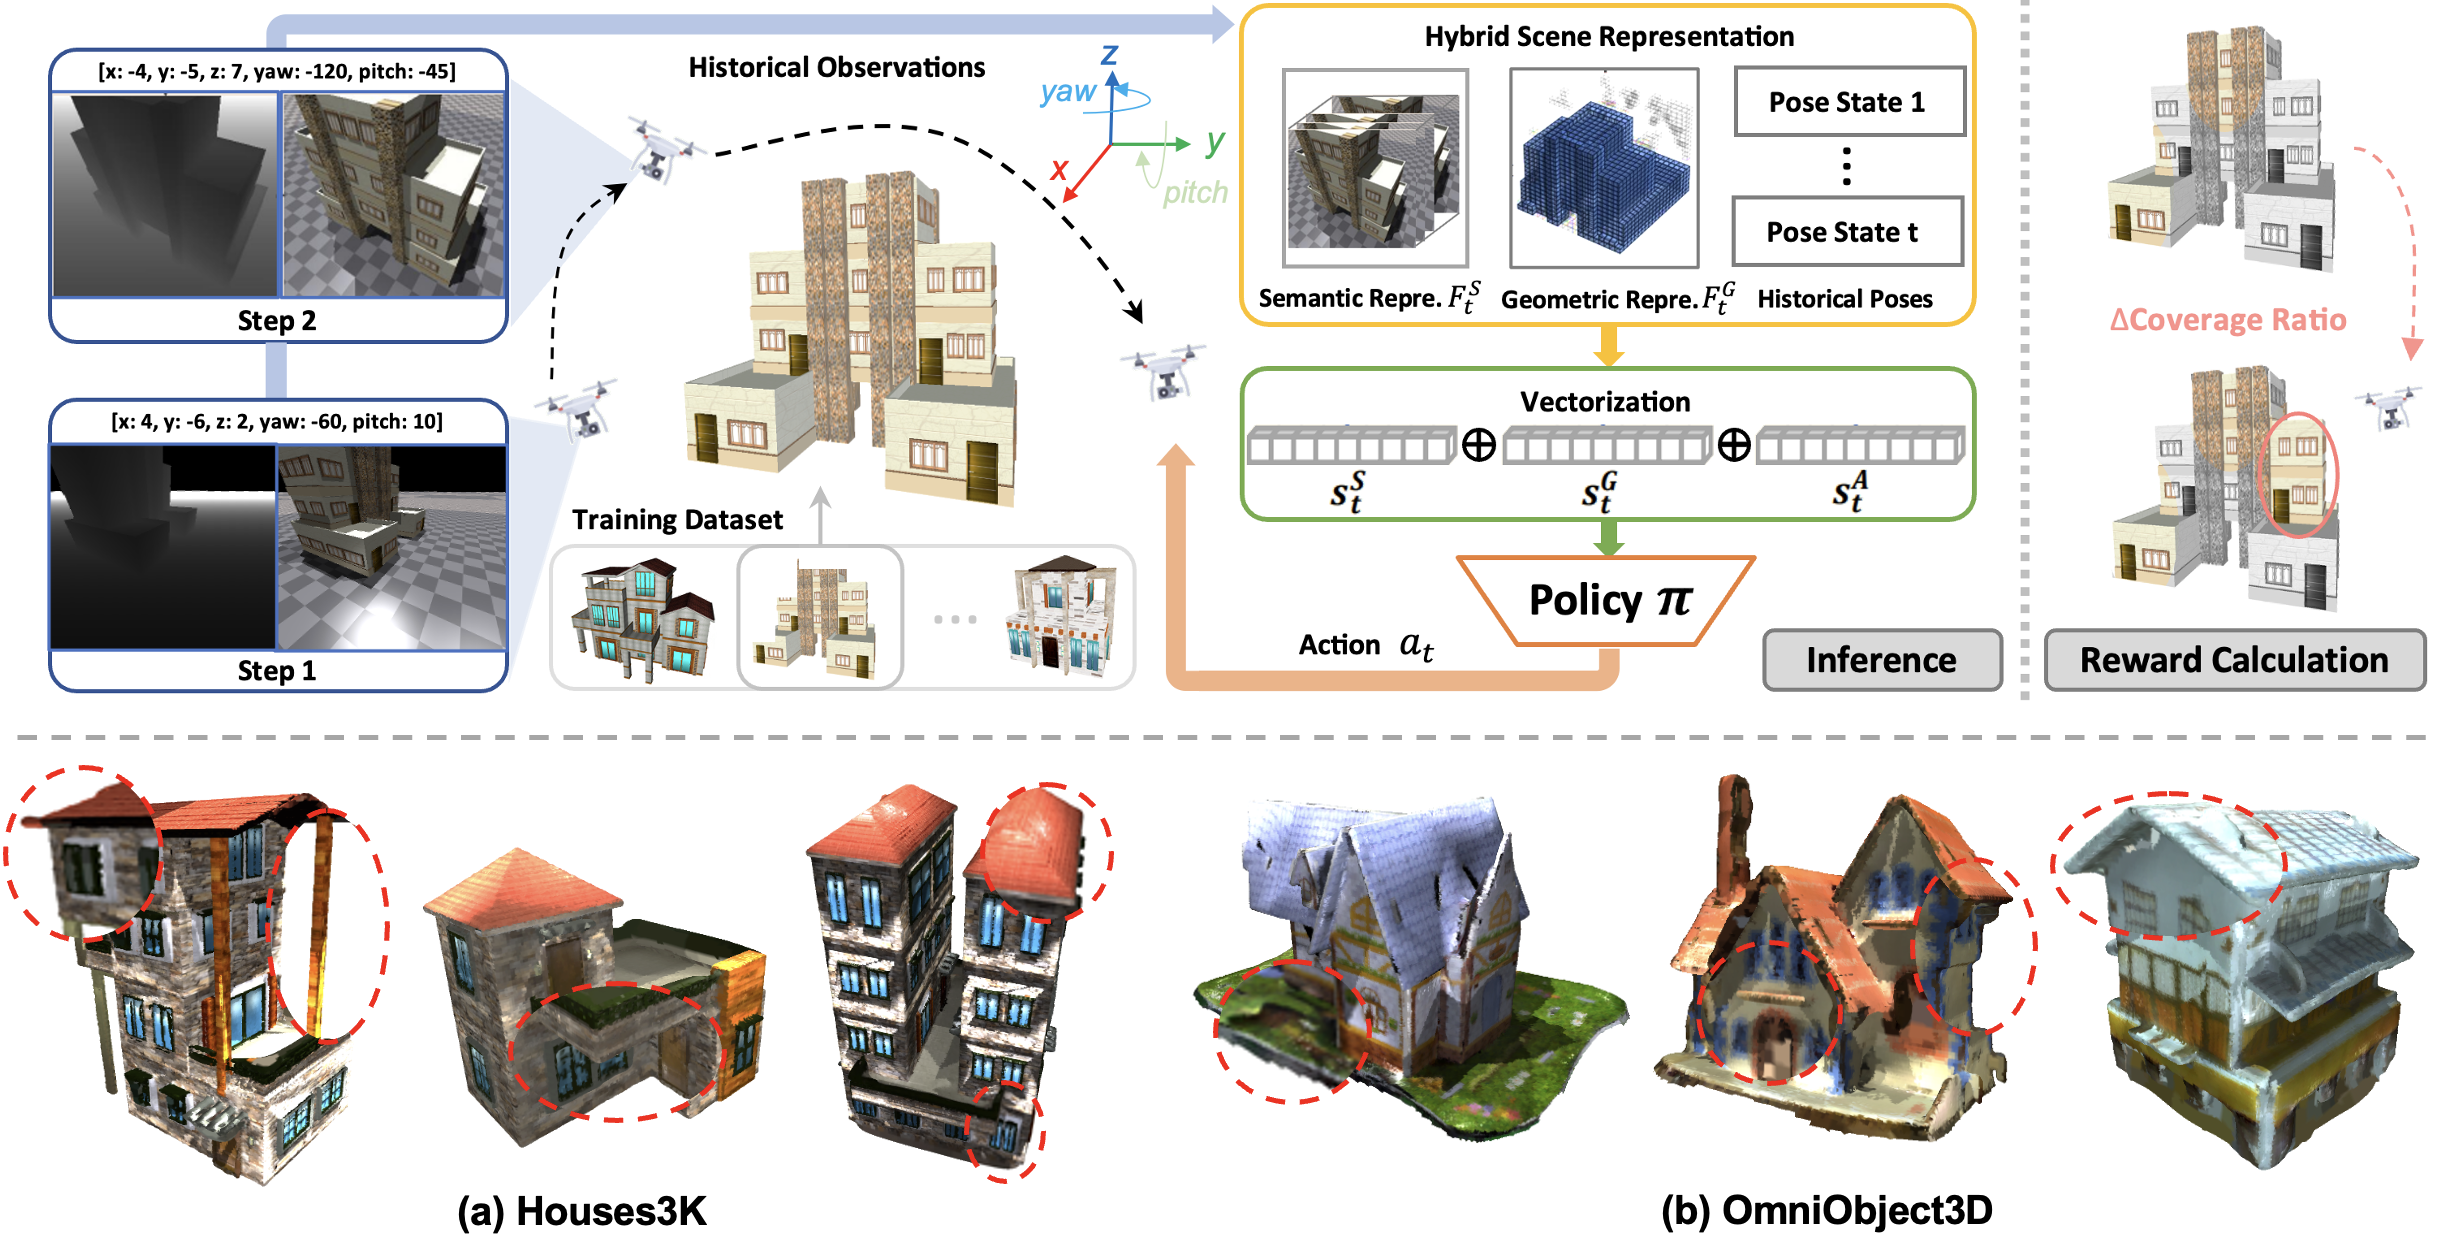 [x: -4, y: -5, z: 7, yaw: -120, pitch: -45]
Step 2
[x: 4, y: -6, z: 2, yaw: -60, pitch: 10]
Step 1
Historical Observations
z
yaw
y
x
pitch
Training Dataset
Hybrid Scene Representation
Pose State 1
Pose State t
Semantic Repre. F_t^S
Geometric Repre. F_t^G
Historical Poses
Vectorization
⊕ ⊕
s_t^S
s_t^G
s_t^A
Policy π
Action a_t
Inference
ΔCoverage Ratio
Reward Calculation
(a) Houses3K
(b) OmniObject3D